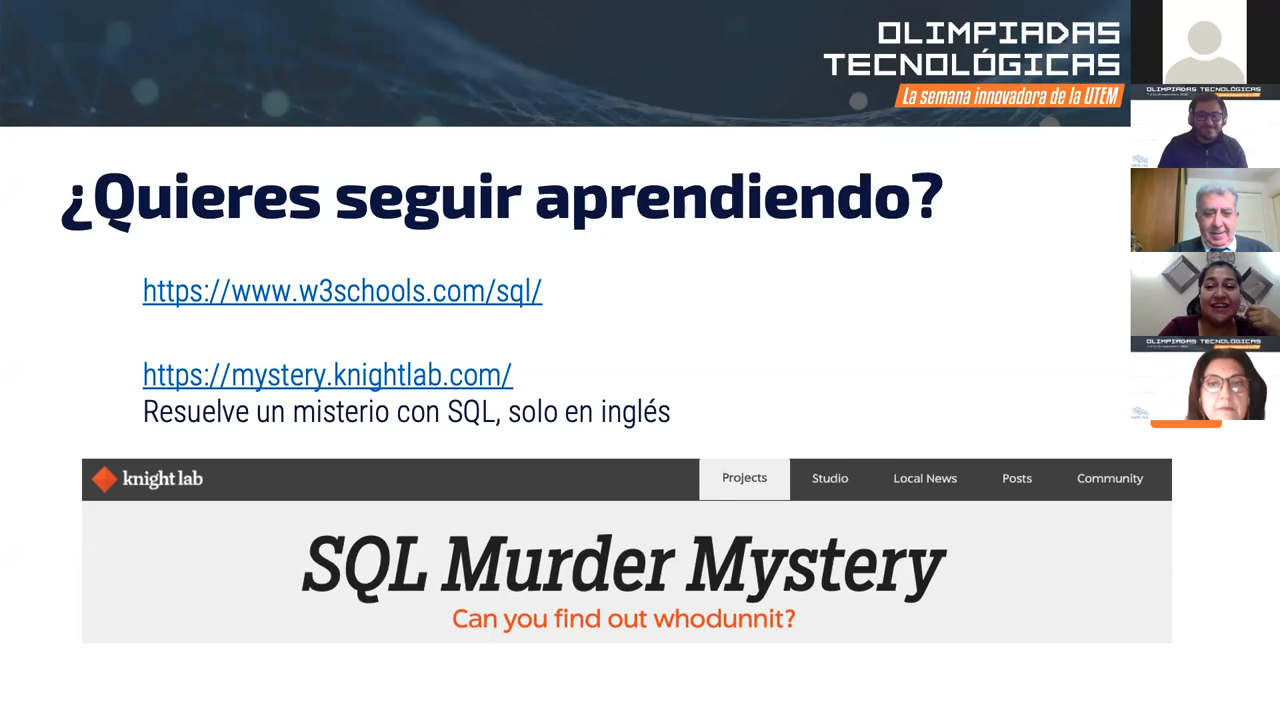 OLIMPIADAS
TECNOLÓGICAS
La semana innovadora de la UTEM
OLIMPIADAS TECNOLÓGICAS
¿Quieres seguir aprendiendo?
https://www.w3schools.com/sql/
OLIMPIADAS TECNOLÓGICAS
https://mystery.knightlab.com/
Resuelve un misterio con SQL, solo en inglés
knight lab
Projects
Studio
Local News
Posts
Community
SQL Murder Mystery
Can you find out whodunnit?